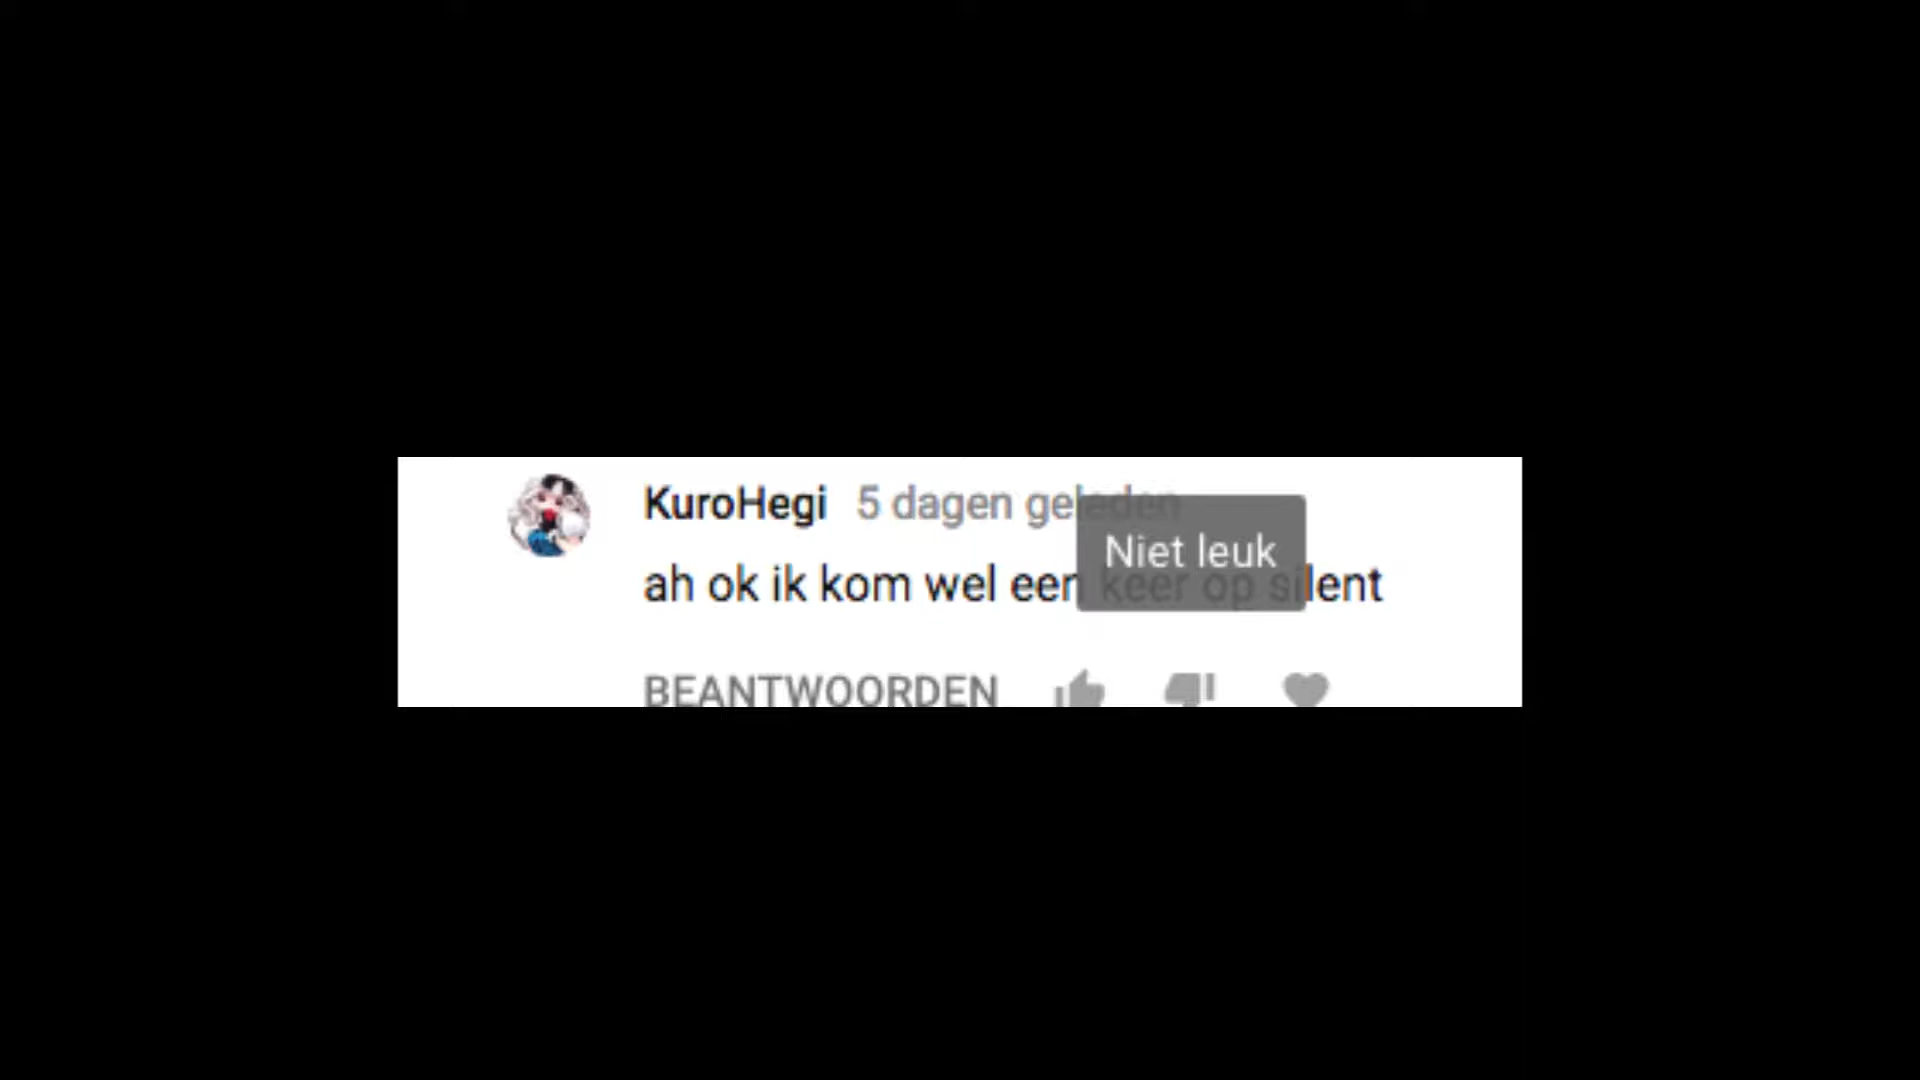 KuroHegi 5 dagen geleden
Niet leuk
ah ok ik kom wel een keer op silent
BEANTWOORDEN